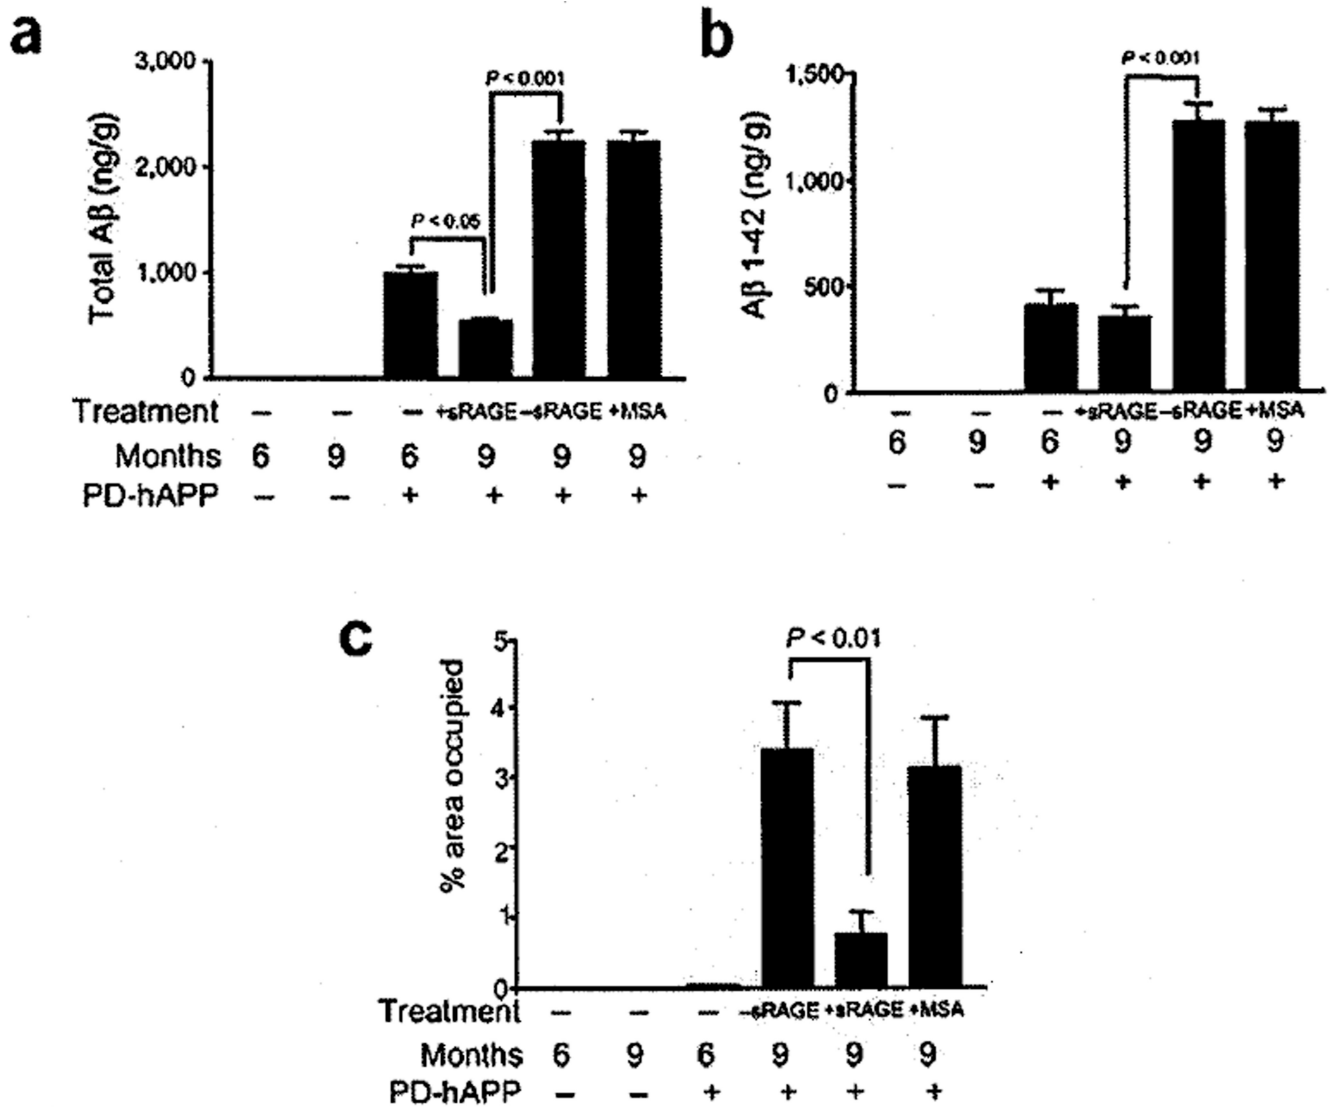 a
3,000
2,000
1,000
0
Total Aβ (ng/g)
P < 0.001
P < 0.05
Treatment – – – +sRAGE –sRAGE +MSA
Months 6 9 6 9 9 9
PD-hAPP – – + + + +
b
1,500
1,000
500
0
Aβ 1-42 (ng/g)
P < 0.001
– – – +sRAGE –sRAGE +MSA
6 9 6 9 9 9
– – + + + +
c
5
4
3
2
1
0
% area occupied
P < 0.01
Treatment – – – –sRAGE +sRAGE +MSA
Months 6 9 6 9 9 9
PD-hAPP – – + + + +